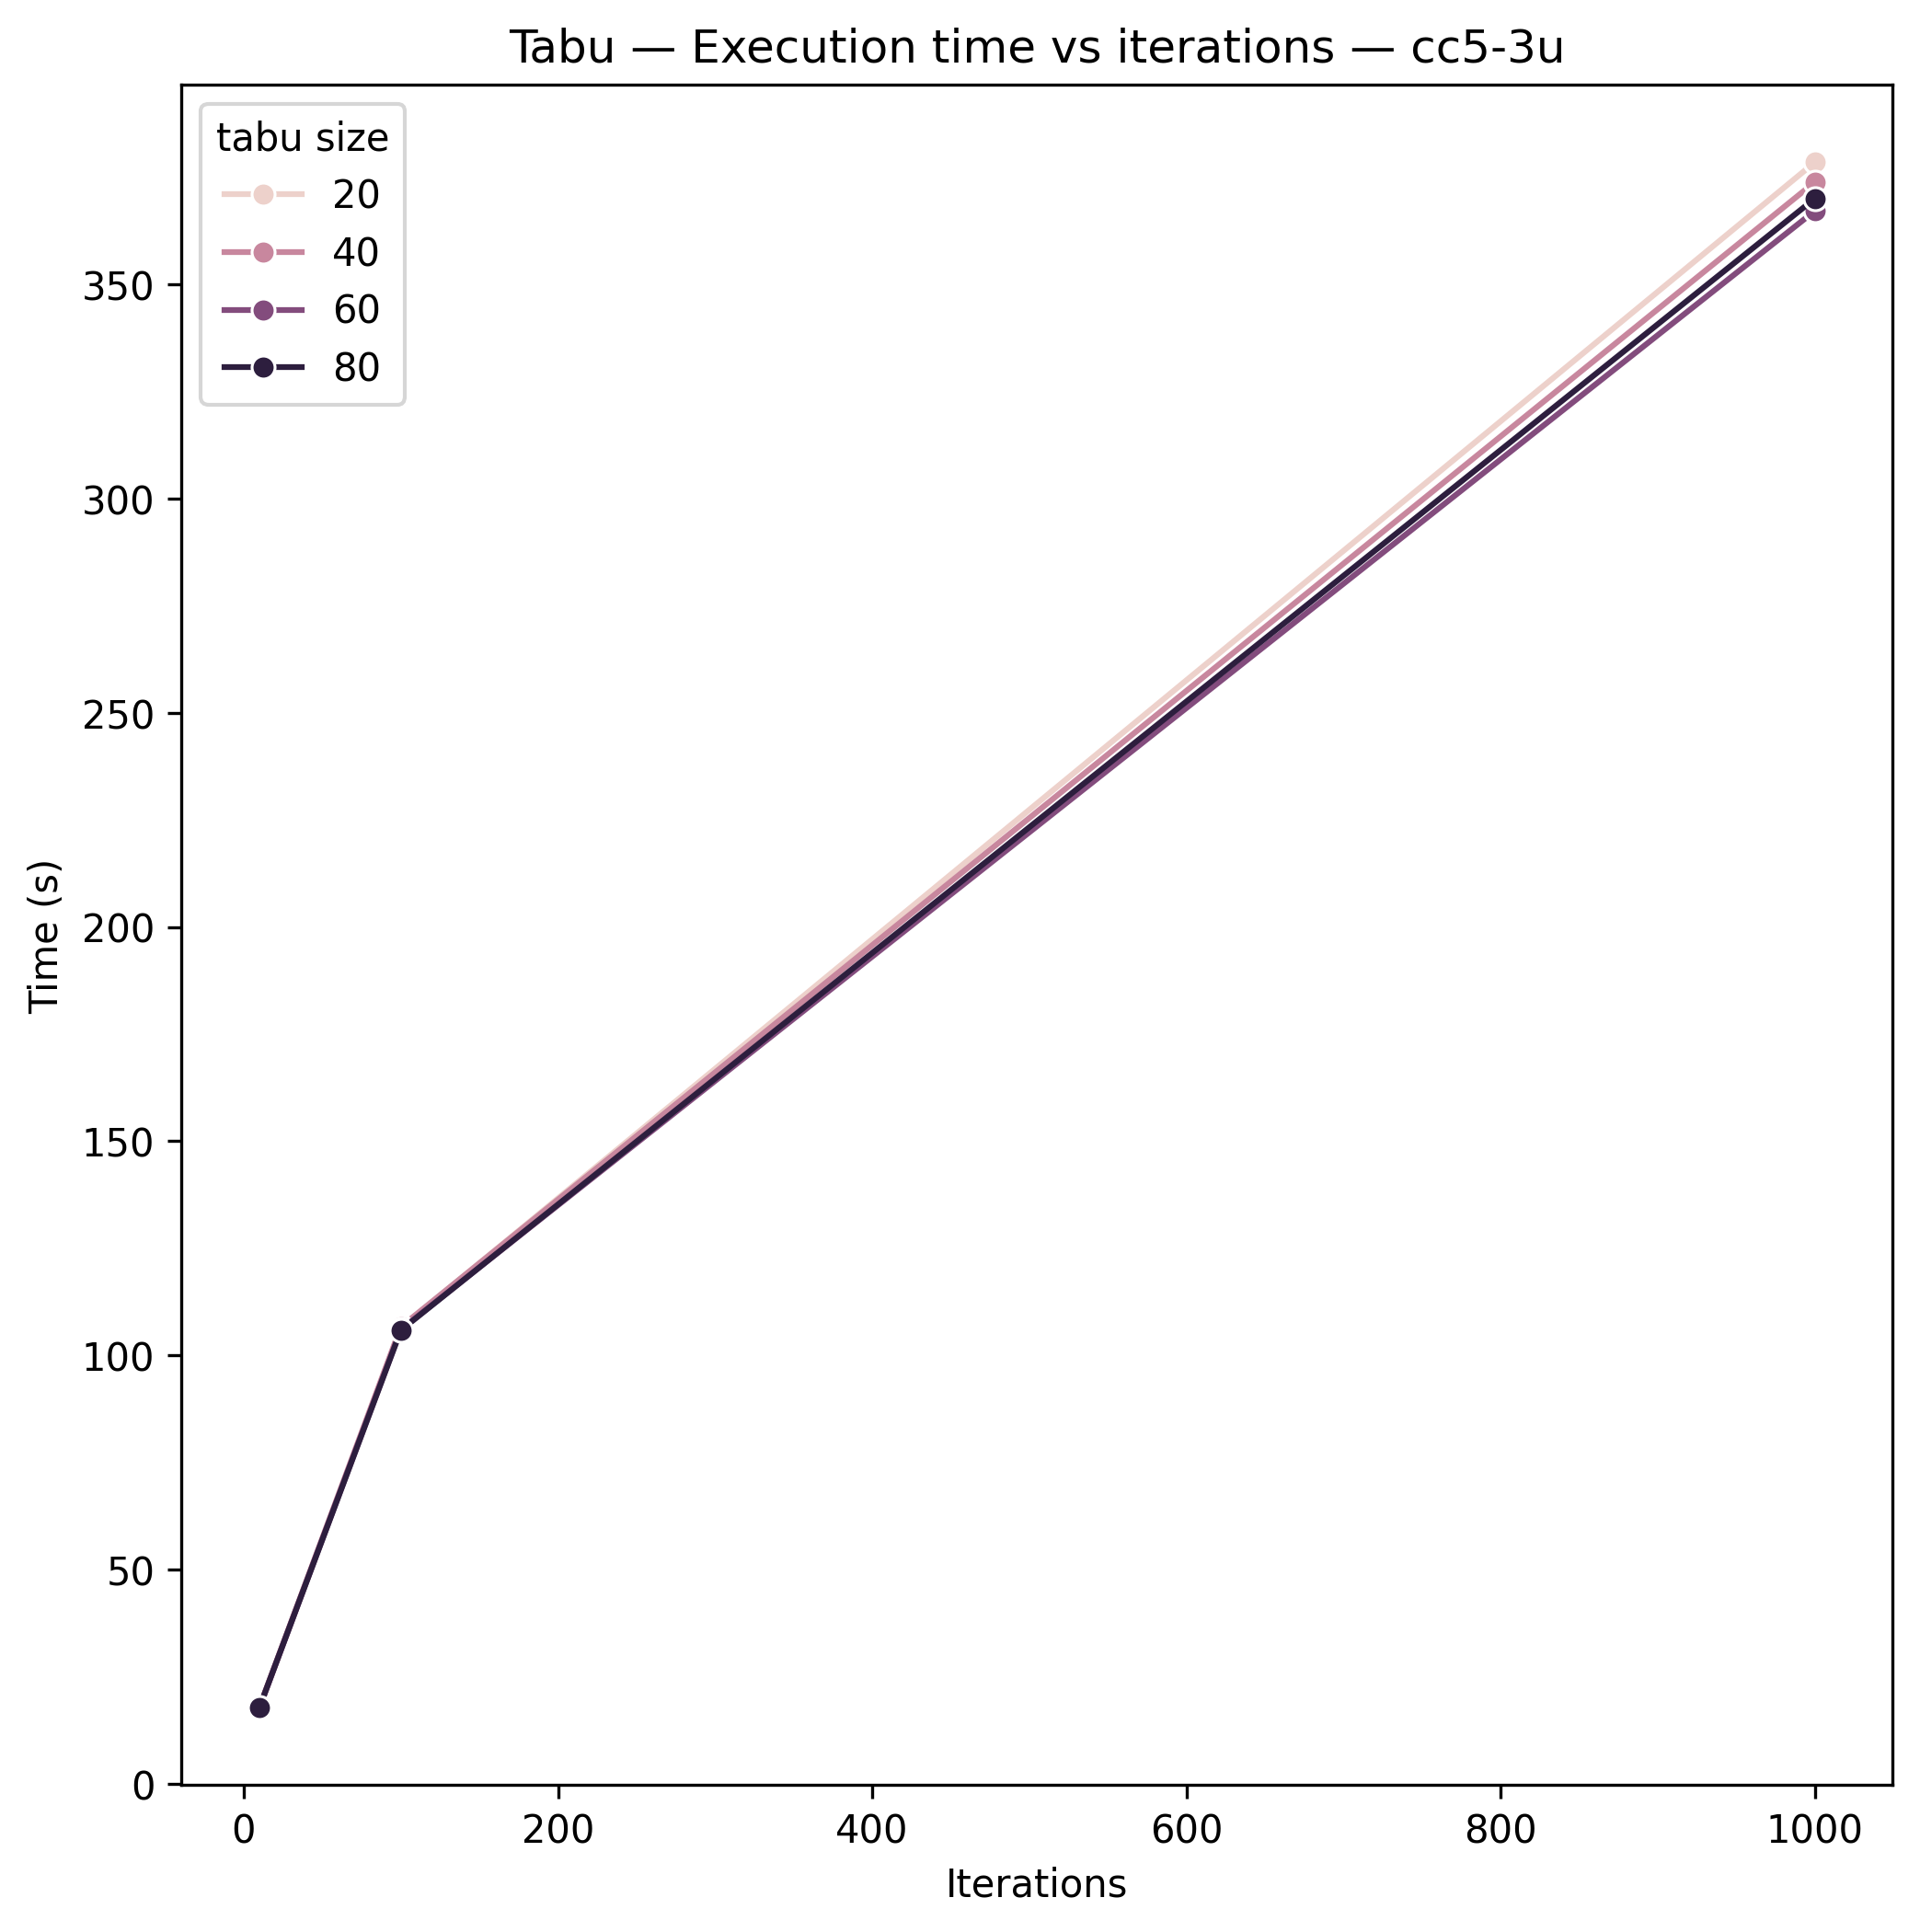 Tabu — Execution time vs iterations — cc5-3u
tabu size
20
40
60
80
350
300
250
200
150
100
50
0
Time (s)
0 200 400 600 800 1000
Iterations